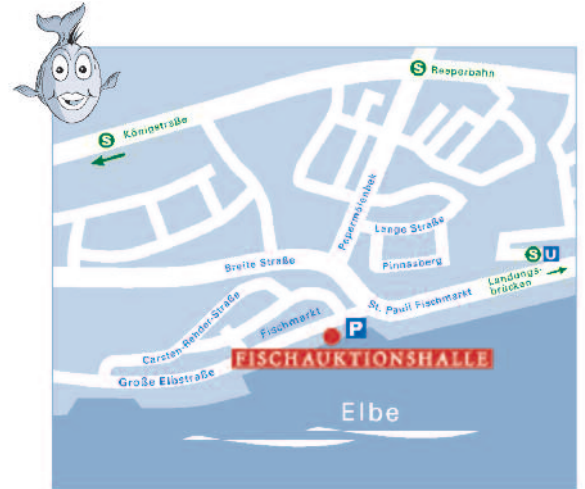 S Reeperbahn
S Königstraße
Pepermölenbek
Lange Straße
Pinnasberg
Breite Straße
S U
Landungs-
brücken
St. Pauli Fischmarkt
Fischmarkt
P
Carsten-Rehder-Straße
FISCHAUKTIONSHALLE
Große Elbstraße
Elbe